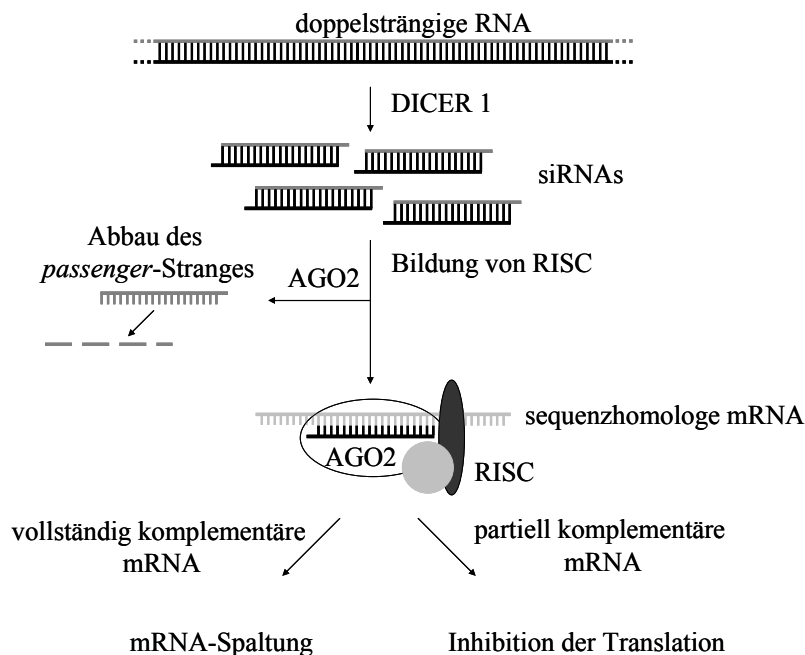 doppelsträngige RNA
DICER 1
siRNAs
Abbau des
passenger-Stranges
AGO2
Bildung von RISC
sequenzhomologe mRNA
AGO2
RISC
vollständig komplementäre
mRNA
partiell komplementäre
mRNA
mRNA-Spaltung
Inhibition der Translation